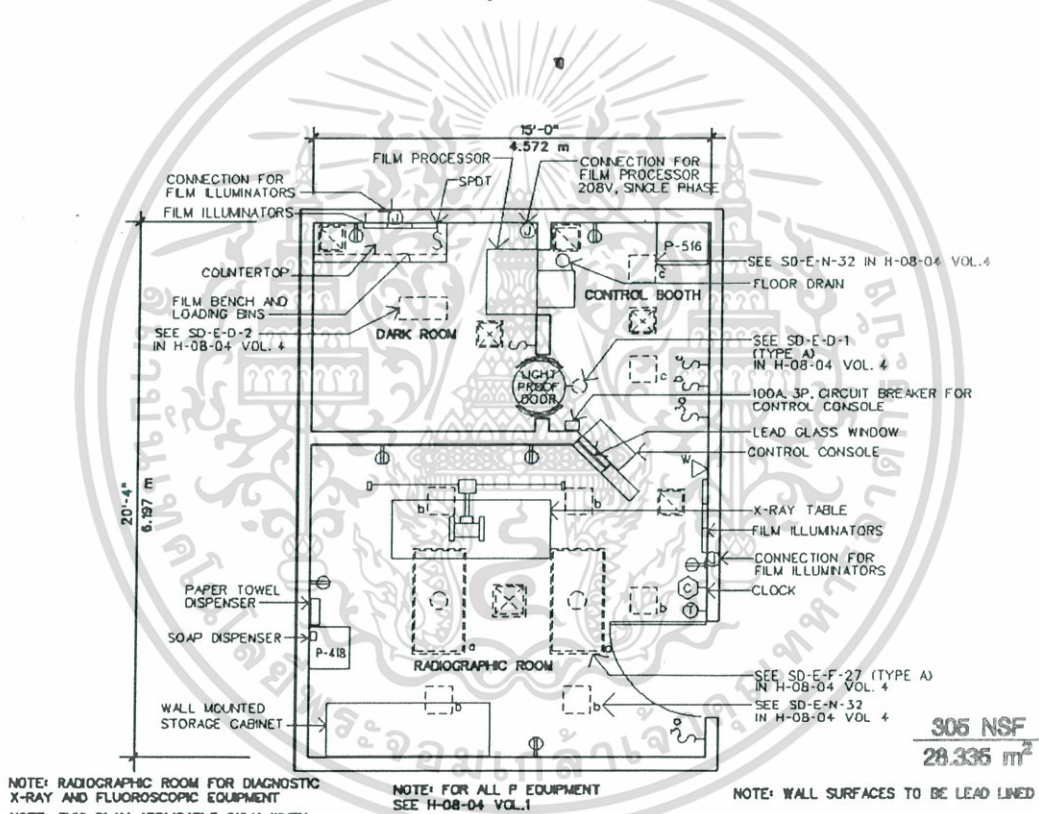 15'-0"
4.572 m
FILM PROCESSOR
SPDT
CONNECTION FOR
FILM PROCESSOR
208V, SINGLE PHASE
CONNECTION FOR
FILM ILLUMINATORS
FILM ILLUMINATORS
J
J
S
P-516
SEE SD-E-N-32 IN H-08-04 VOL.4
COUNTERTOP
c
FLOOR DRAIN
CONTROL BOOTH
FILM BENCH AND
LOADING BINS
DARK ROOM
SEE SD-E-D-2
IN H-08-04 VOL. 4
SEE SD-E-D-1
(TYPE A)
IN H-08-04 VOL. 4
LIGHT
PROOF
DOOR
c
100A, 3P, CIRCUIT BREAKER FOR
CONTROL CONSOLE
LEAD GLASS WINDOW
CONTROL CONSOLE
W
20'-4"
6.197 m
b
b
X-RAY TABLE
FILM ILLUMINATORS
CONNECTION FOR
FILM ILLUMINATORS
CLOCK
C
T
PAPER TOWEL
DISPENSER
b
SOAP DISPENSER
P-418
a
a
RADIOGRAPHIC ROOM
SEE SD-E-F-27 (TYPE A)
IN H-08-04 VOL. 4
SEE SD-E-N-32
IN H-08-04 VOL 4
WALL MOUNTED
STORAGE CABINET
b
b
305 NSF
28.335 m²
NOTE: RADIOGRAPHIC ROOM FOR DIAGNOSTIC
X-RAY AND FLUOROSCOPIC EQUIPMENT
NOTE: FOR ALL P EQUIPMENT
SEE H-08-04 VOL.1
NOTE: WALL SURFACES TO BE LEAD LINED